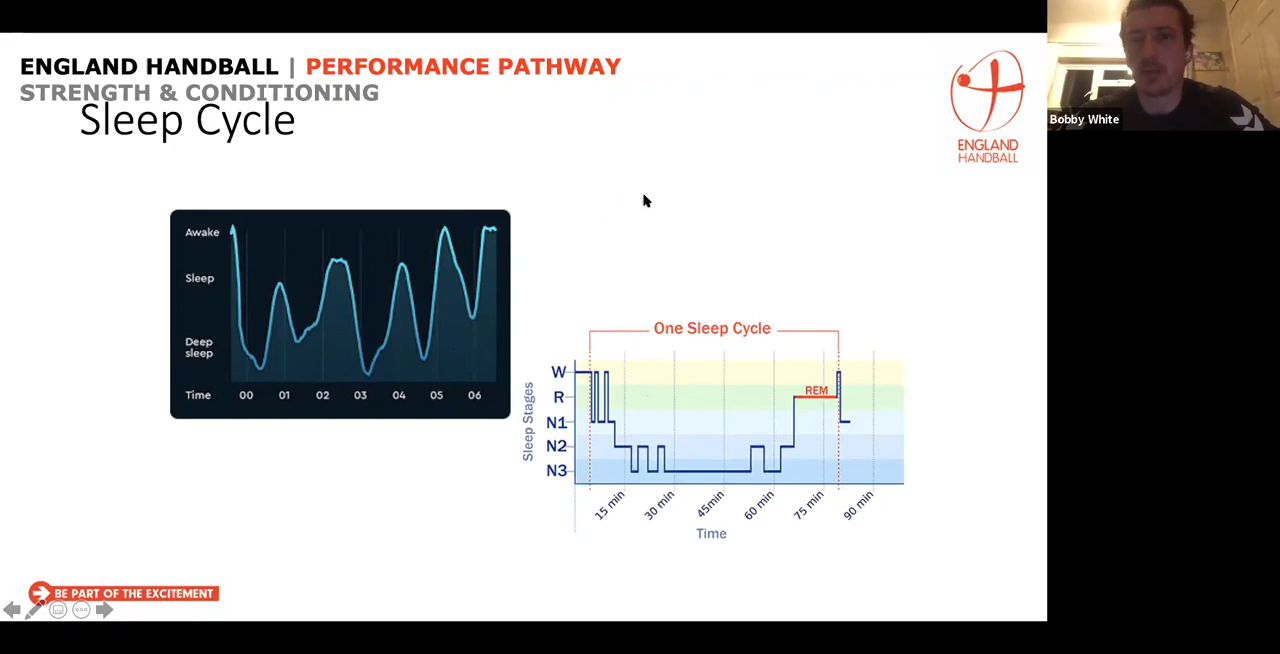 ENGLAND HANDBALL | PERFORMANCE PATHWAY
STRENGTH & CONDITIONING
Sleep Cycle
ENGLAND
HANDBALL
Bobby White
Awake
Sleep
Deep
sleep
Time 00 01 02 03 04 05 06
One Sleep Cycle
Sleep Stages
W
R
REM
N1
N2
N3
15 min 30 min 45min 60 min 75 min 90 min
Time
BE PART OF THE EXCITEMENT